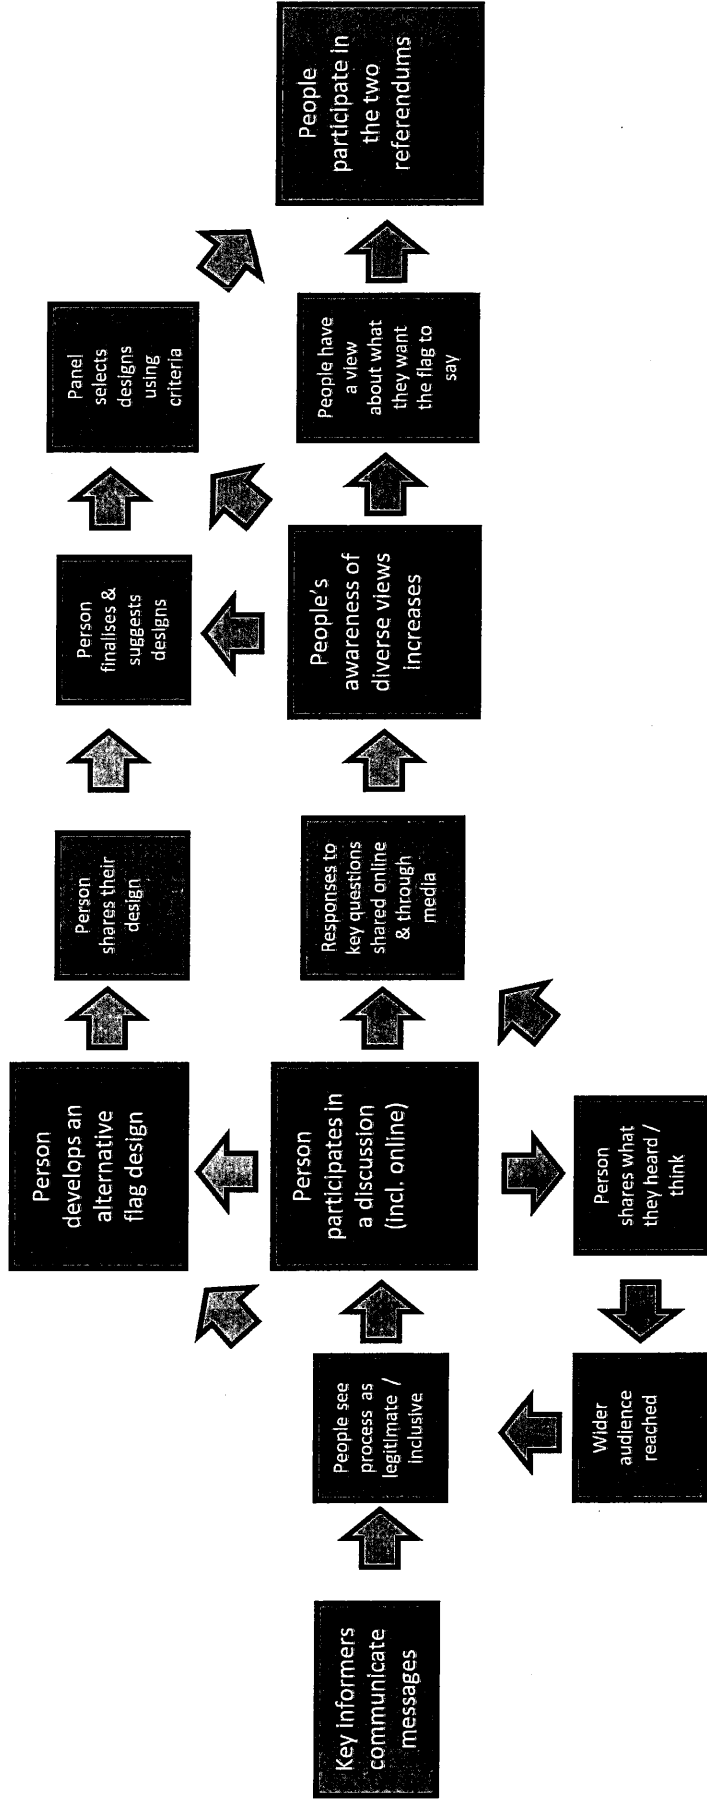 Person
develops an
alternative
flag design
Person
shares their
design
Person
finalises &
suggests
designs
Panel
selects
designs
using
criteria
Key informers
communicate
messages
People see
process as
legitimate /
inclusive
Person
participates in
a discussion
(incl. online)
Responses to
key questions
shared online
& through
media
People's
awareness of
diverse views
increases
People have
a view
about what
they want
the flag to
say
People
participate in
the two
referendums
Wider
audience
reached
Person
shares what
they heard /
think